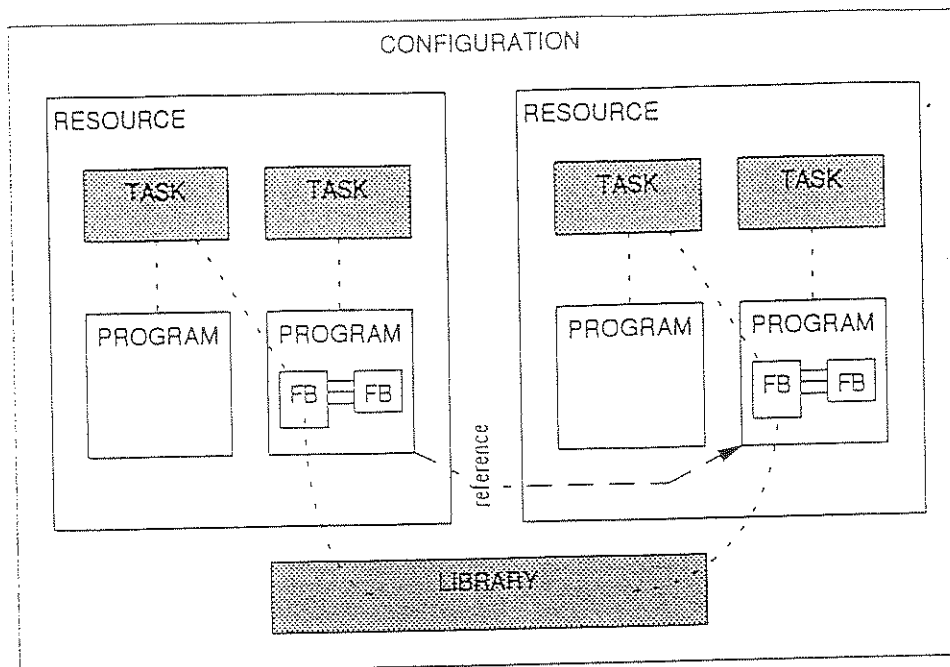 CONFIGURATION
RESOURCE
TASK
TASK
PROGRAM
PROGRAM
FB
FB
RESOURCE
TASK
TASK
PROGRAM
PROGRAM
FB
FB
reference
LIBRARY